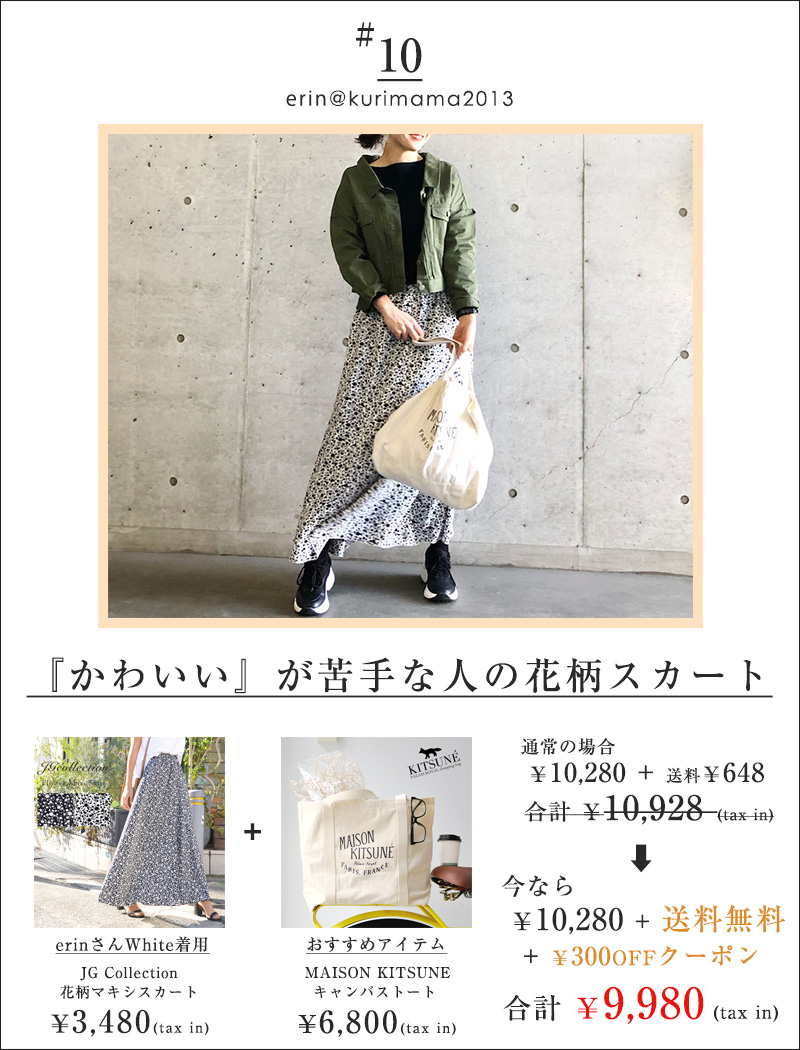 #10
erin@kurimama2013
MAISON
KITSUNÉ
PARIS
『かわいい』が苦手な人の花柄スカート
JGcollection
KITSUNÉ
MAISON
KITSUNÉ
Palais Royal
PARIS, FRANCE
erinさんWhite着用
JG Collection
花柄マキシスカート
¥3,480(tax in)
+
おすすめアイテム
MAISON KITSUNE
キャンバストート
¥6,800(tax in)
通常の場合
¥10,280 + 送料¥648
合計 ¥10,928 (tax in)
今なら
¥10,280 + 送料無料
+ ¥300OFFクーポン
合計 ¥9,980 (tax in)